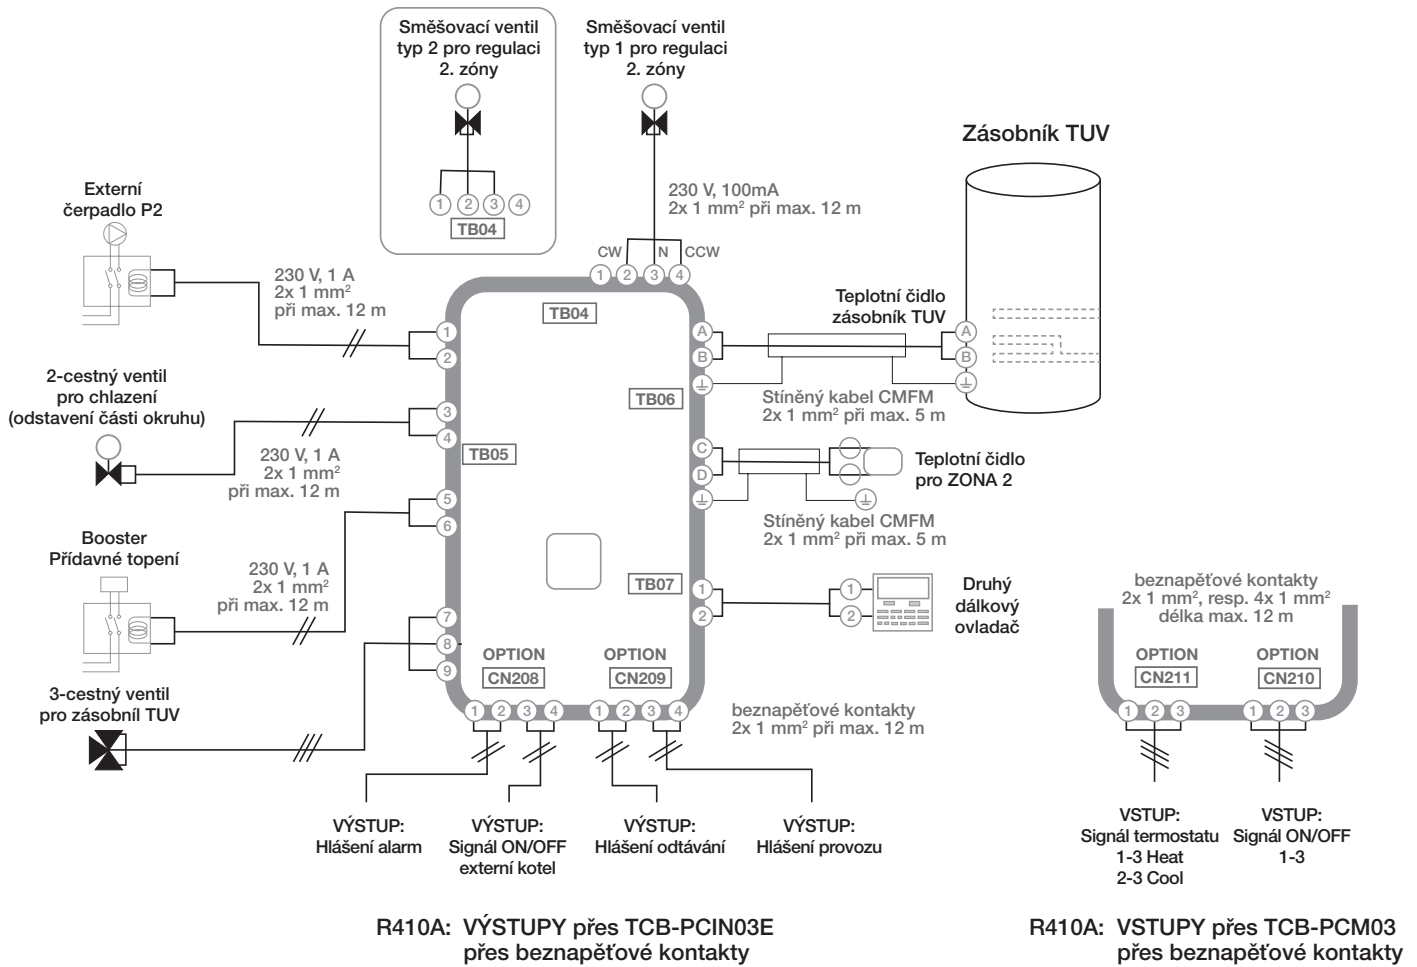 Směšovací ventil
typ 2 pro regulaci
2. zóny
1 2 3 4
TB04
Směšovací ventil
typ 1 pro regulaci
2. zóny
230 V, 100mA
2x 1 mm² při max. 12 m
CW N CCW
1 2 3 4
TB04
Zásobník TUV
Externí
čerpadlo P2
230 V, 1 A
2x 1 mm²
při max. 12 m
1
2
2-cestný ventil
pro chlazení
(odstavení části okruhu)
230 V, 1 A
2x 1 mm²
při max. 12 m
3
4
TB05
Booster
Přídavné topení
230 V, 1 A
2x 1 mm²
při max. 12 m
5
6
3-cestný ventil
pro zásobníl TUV
7
8
9
Teplotní čidlo
zásobník TUV
A
B
A
B
TB06
Stíněný kabel CMFM
2x 1 mm² při max. 5 m
C
D
Teplotní čidlo
pro ZONA 2
Stíněný kabel CMFM
2x 1 mm² při max. 5 m
TB07
1
2
1
2
Druhý
dálkový
ovladač
OPTION
CN208
1 2 3 4
OPTION
CN209
1 2 3 4
beznapěťové kontakty
2x 1 mm² při max. 12 m
VÝSTUP:
Hlášení alarm
VÝSTUP:
Signál ON/OFF
externí kotel
VÝSTUP:
Hlášení odtávání
VÝSTUP:
Hlášení provozu
R410A: VÝSTUPY přes TCB-PCIN03E
přes beznapěťové kontakty
beznapěťové kontakty
2x 1 mm², resp. 4x 1 mm²
délka max. 12 m
OPTION
CN211
1 2 3
OPTION
CN210
1 2 3
VSTUP:
Signál termostatu
1-3 Heat
2-3 Cool
VSTUP:
Signál ON/OFF
1-3
R410A: VSTUPY přes TCB-PCM03
přes beznapěťové kontakty